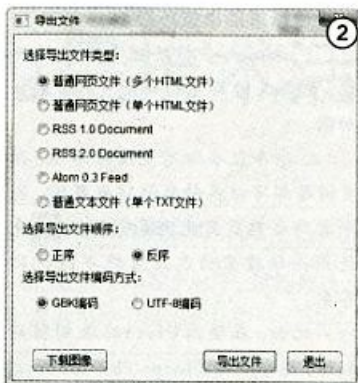 导出文件
②
选择导出文件类型：
普通网页文件（多个HTML文件）
普通网页文件（单个HTML文件）
RSS 1.0 Document
RSS 2.0 Document
Atom 0.3 Feed
普通文本文件（单个TXT文件）
选择导出文件顺序：
正序 反序
选择导出文件编码方式：
GBK编码 UTF-8编码
下载图像 导出文件 退出